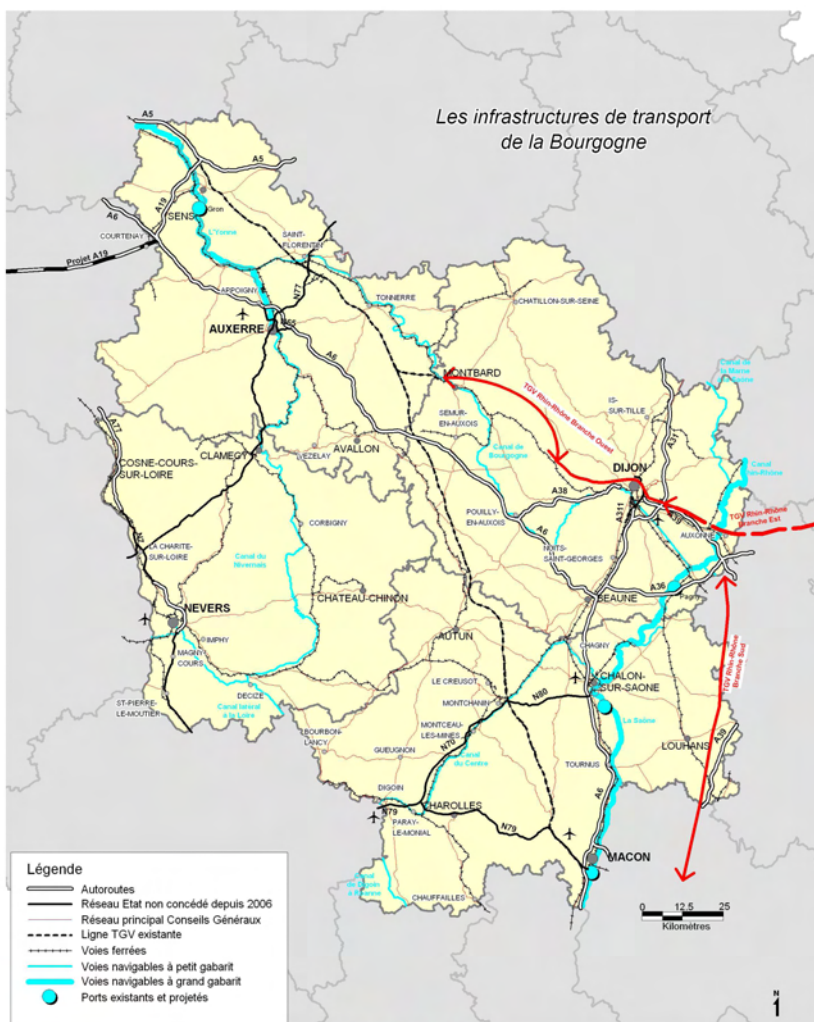 Les infrastructures de transport
de la Bourgogne
A5
A5
A19
A6
SENS
Gron
COURTENAY
L'Yonne
SAINT-
FLORENTIN
Projet A19
APPOIGNY
N77
TONNERRE
CHATILLON-SUR-SEINE
AUXERRE
A6
MONTBARD
Canal de
la Marne
TGV Rhin-Rhône Branche Ouest
IS-
SUR-TILLE
A31
SEMUR-
EN-AUXOIS
A77
CLAMECY
VEZELAY
AVALLON
Canal de
Bourgogne
COSNE-COURS-
SUR-LOIRE
DIJON
Canal
Rhin-Rhône
A38
A311
POUILLY-
EN-AUXOIS
TGV Rhin-Rhône
Branche Est
A39
CORBIGNY
N7
A6
AUXONNE
LA CHARITE
-SUR-LOIRE
NUITS-
SAINT-GEORGES
Canal du
Nivernais
A36
Pagny
CHATEAU-CHINON
BEAUNE
NEVERS
AUTUN
IMPHY
MAGNY
COURS
CHAGNY
TGV Rhin-Rhône
Branche Sud
DECIZE
LE CREUSOT
CHALON-
SUR-SAONE
N80
MONTCHANIN
ST-PIERRE-
LE-MOUTIER
Canal latéral
à la Loire
BOURBON-
LANCY
MONTCEAU-
LES-MINES
La Saône
N70
GUEUGNON
LOUHANS
A39
Canal
du Centre
TOURNUS
DIGOIN
A6
N79
CHAROLLES
PARAY-
LE-MONIAL
N79
MACON
Canal
de Digoin
à Roanne
CHAUFFAILLES
Légende
Autoroutes
Réseau Etat non concédé depuis 2006
Réseau principal Conseils Généraux
Ligne TGV existante
Voies ferrées
Voies navigables à petit gabarit
Voies navigables à grand gabarit
Ports existants et projetés
0 12.5 25
Kilomètres
N